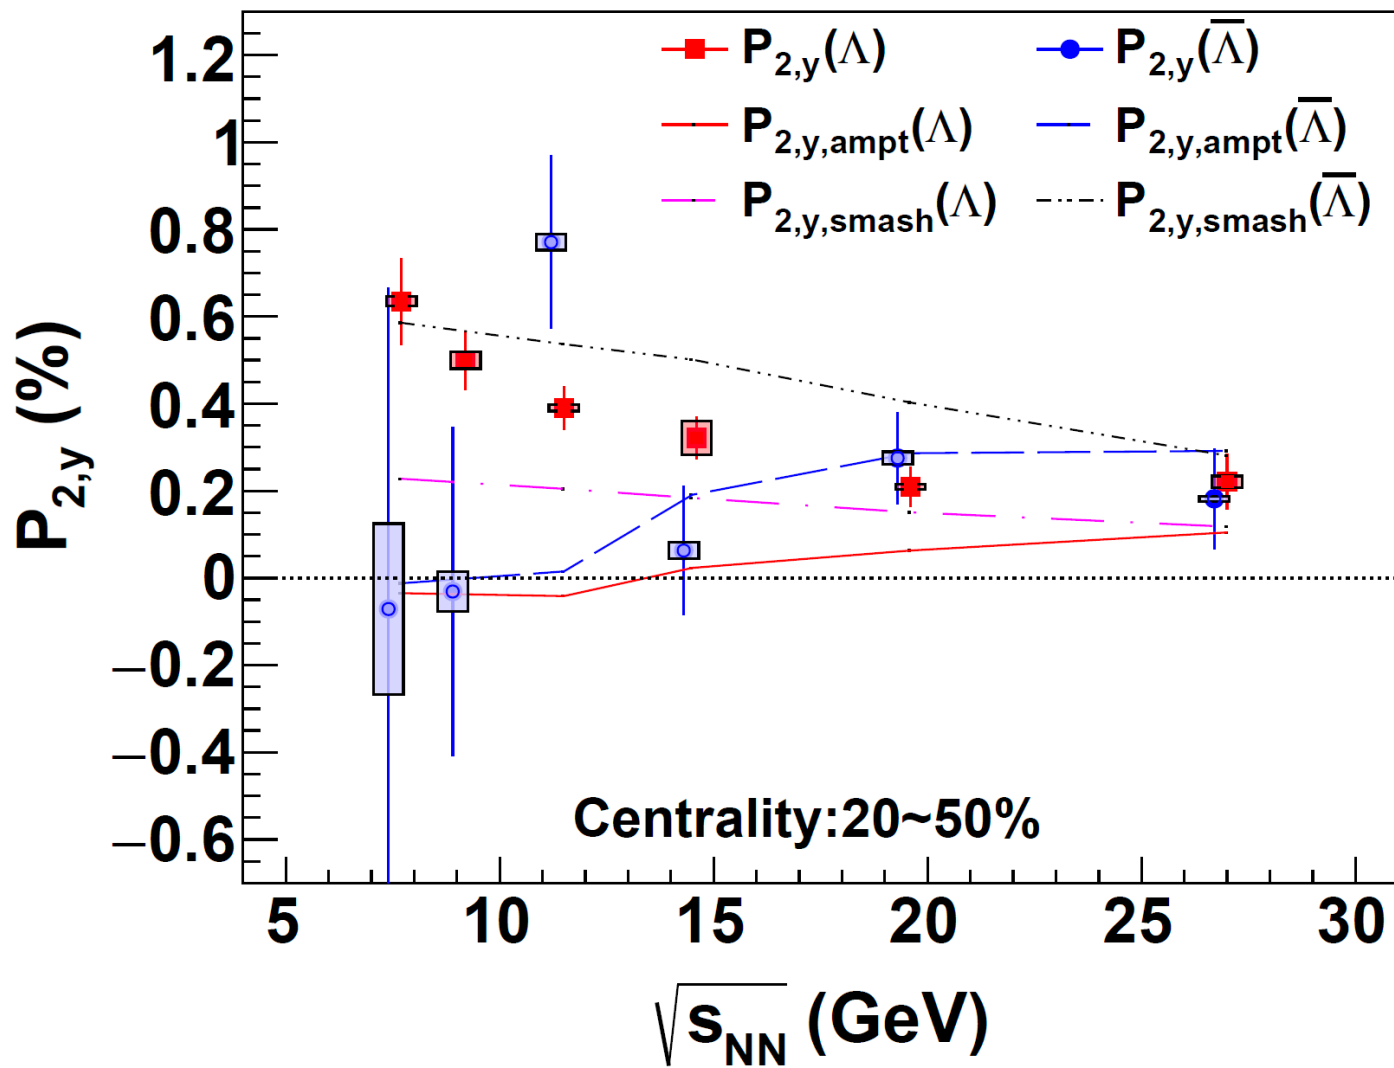 P2,y(Λ) P2,y(Λ̅)
P2,y,ampt(Λ) P2,y,ampt(Λ̅)
P2,y,smash(Λ) P2,y,smash(Λ̅)
P2,y (%)
1.2
1
0.8
0.6
0.4
0.2
0
−0.2
−0.4
−0.6
Centrality:20~50%
5 10 15 20 25 30
√sNN (GeV)